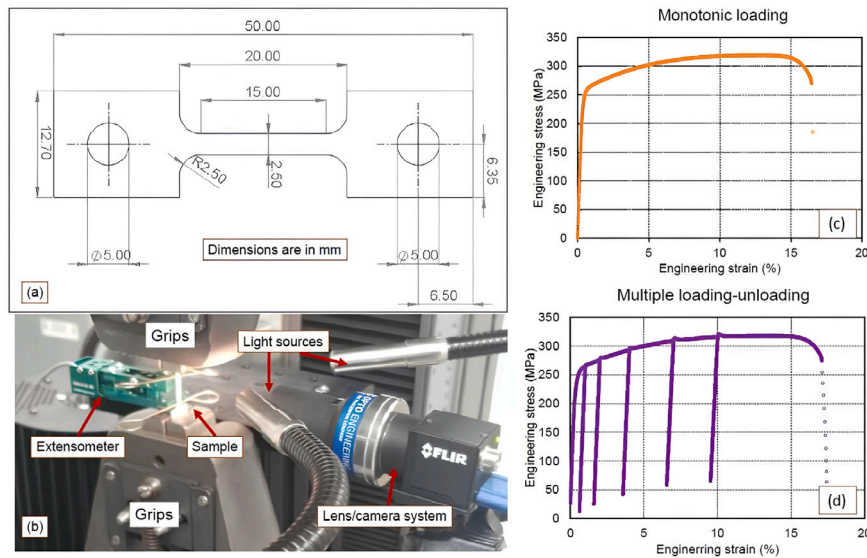 50.00
20.00
15.00
12.70
R2.50
2.50
6.35
Ø5.00
Ø5.00
Dimensions are in mm
6.50
(a)
Grips
Light sources
Extensometer
Sample
OPTO ENGINEERING
FLIR
Grips
Lens/camera system
(b)
Monotonic loading
Engineering stress (MPa)
350
300
250
200
150
100
50
0
0 5 10 15 20
Engineering strain (%)
(c)
Multiple loading-unloading
Engineering stress (MPa)
350
300
250
200
150
100
50
0
0 5 10 15 20
Enginerring strain (%)
(d)